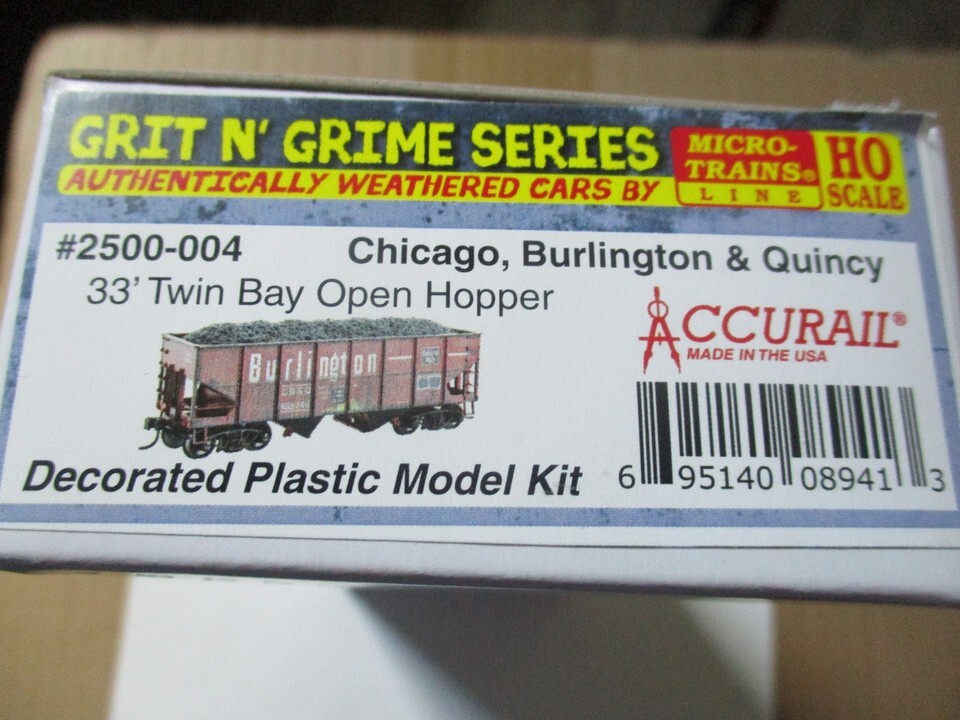 GRIT N' GRIME SERIES
AUTHENTICALLY WEATHERED CARS BY
MICRO-
TRAINS®
LINE
HO
SCALE
#2500-004
Chicago, Burlington & Quincy
33' Twin Bay Open Hopper
ACCURAIL®
MADE IN THE USA
Burlington
Decorated Plastic Model Kit
6 95140 08941 3